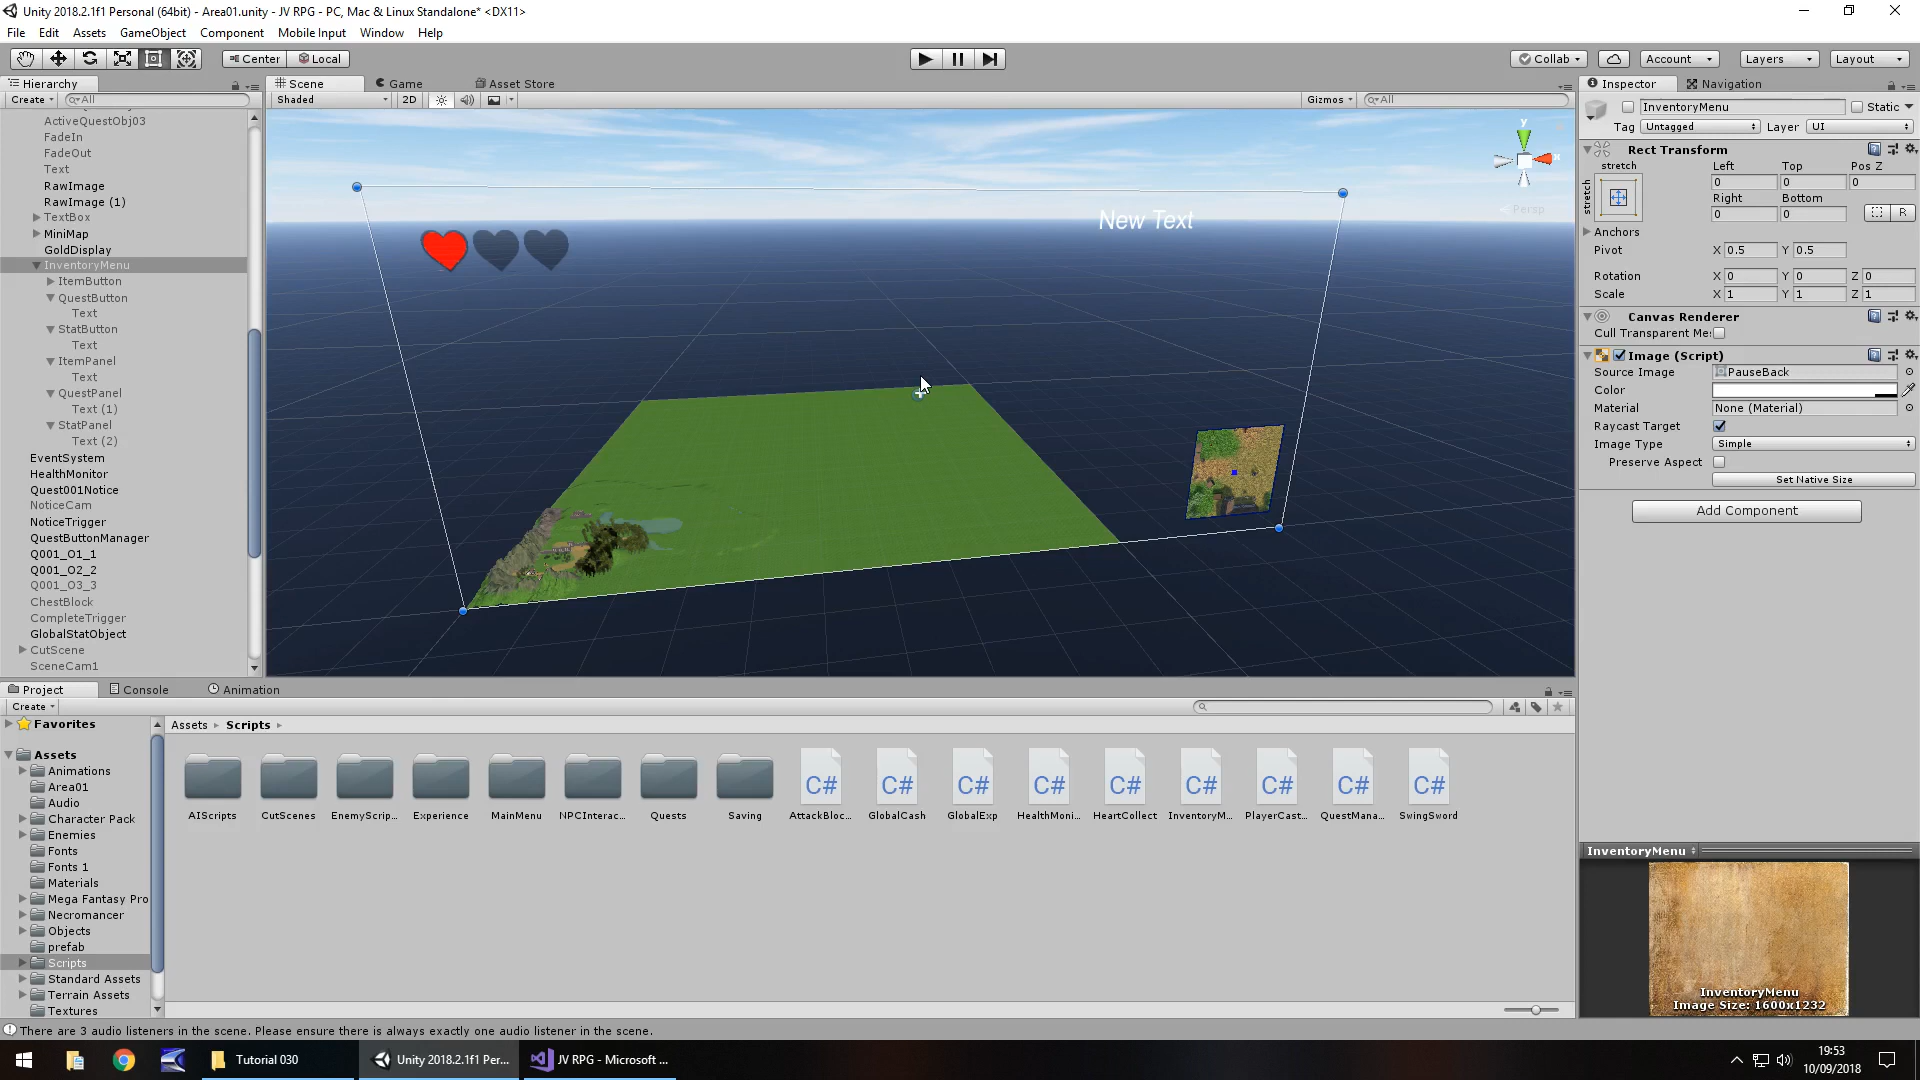 Unity 2018.2.1f1 Personal (64bit) - Area01.unity - JV RPG - PC, Mac & Linux Standalone* <DX11>
File Edit Assets GameObject Component Mobile Input Window Help
Center Local
Collab Account Layers Layout
Hierarchy
Create All
ActiveQuestObj03
FadeIn
FadeOut
Text
RawImage
RawImage (1)
TextBox
MiniMap
GoldDisplay
InventoryMenu
ItemButton
QuestButton
Text
StatButton
Text
ItemPanel
Text
QuestPanel
Text (1)
StatPanel
Text (2)
EventSystem
HealthMonitor
Quest001Notice
NoticeCam
NoticeTrigger
QuestButtonManager
Q001_O1_1
Q001_O2_2
Q001_O3_3
ChestBlock
CompleteTrigger
GlobalStatObject
CutScene
SceneCam1
Scene Game Asset Store
Shaded 2D Gizmos All
y
x
Persp
New Text
Inspector Navigation
InventoryMenu Static
Tag Untagged Layer UI
Rect Transform
stretch Left Top Pos Z
stretch
0 0 0
Right Bottom
0 0 R
Anchors
Pivot X 0.5 Y 0.5
Rotation X 0 Y 0 Z 0
Scale X 1 Y 1 Z 1
Canvas Renderer
Cull Transparent Me
Image (Script)
Source Image PauseBack
Color
Material None (Material)
Raycast Target
Image Type Simple
Preserve Aspect
Set Native Size
Add Component
InventoryMenu
InventoryMenu
Image Size: 1600x1232
Project Console Animation
Create
Favorites
Assets
Animations
Area01
Audio
Character Pack
Enemies
Fonts
Fonts 1
Materials
Mega Fantasy Pro
Necromancer
Objects
prefab
Scripts
Standard Assets
Terrain Assets
Textures
Assets Scripts
C# C# C# C# C# C# C# C# C#
AIScripts CutScenes EnemyScrip... Experience MainMenu NPCInterac... Quests Saving AttackBloc... GlobalCash GlobalExp HealthMoni... HeartCollect InventoryM... PlayerCast... QuestMana... SwingSword
There are 3 audio listeners in the scene. Please ensure there is always exactly one audio listener in the scene.
Tutorial 030 Unity 2018.2.1f1 Per... JV RPG - Microsoft ...
19:53
10/09/2018